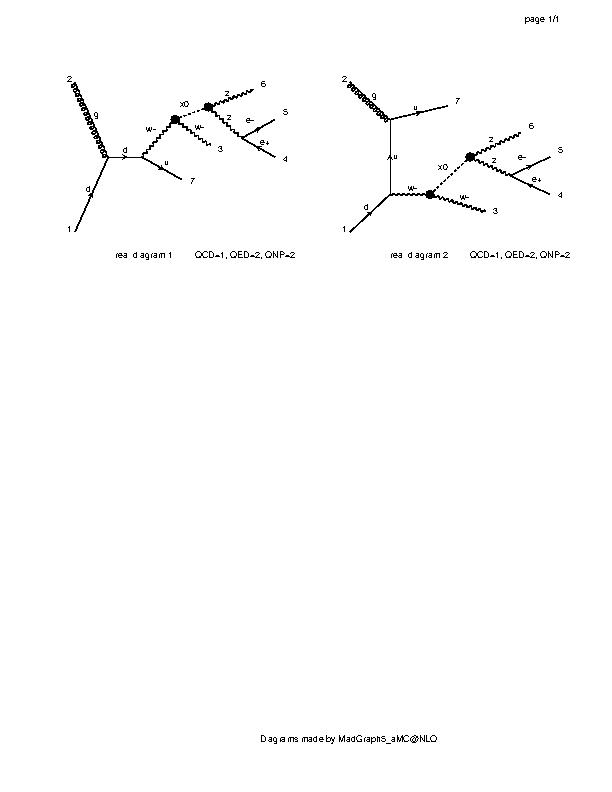 page 1/1
2
g
d
1
d
w-
u
7
x0
w-
3
z
6
z
e-
5
e+
4
real diagram 1 QCD=1, QED=2, QNP=2
2
g
u
7
u
d
1
w-
x0
w-
3
z
6
z
e-
5
e+
4
real diagram 2 QCD=1, QED=2, QNP=2
Diagrams made by MadGraph5_aMC@NLO